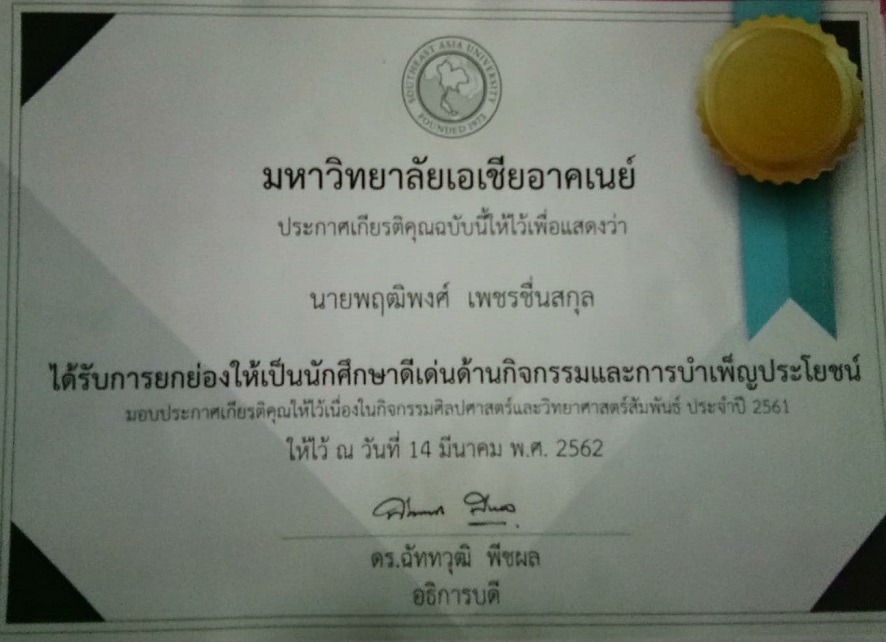 SOUTHEAST ASIA UNIVERSITY
FOUNDED 1973
มหาวิทยาลัยเอเชียอาคเนย์
ประกาศเกียรติคุณฉบับนี้ให้ไว้เพื่อแสดงว่า
นายพฤฒิพงศ์ เพชรชื่นสกุล
ได้รับการยกย่องให้เป็นนักศึกษาดีเด่นด้านกิจกรรมและการบำเพ็ญประโยชน์
มอบประกาศเกียรติคุณให้ไว้เนื่องในกิจกรรมศิลปศาสตร์และวิทยาศาสตร์สัมพันธ์ ประจำปี 2561
ให้ไว้ ณ วันที่ 14 มีนาคม พ.ศ. 2562
ดร.ฉัททวุฒิ พีชผล
อธิการบดี